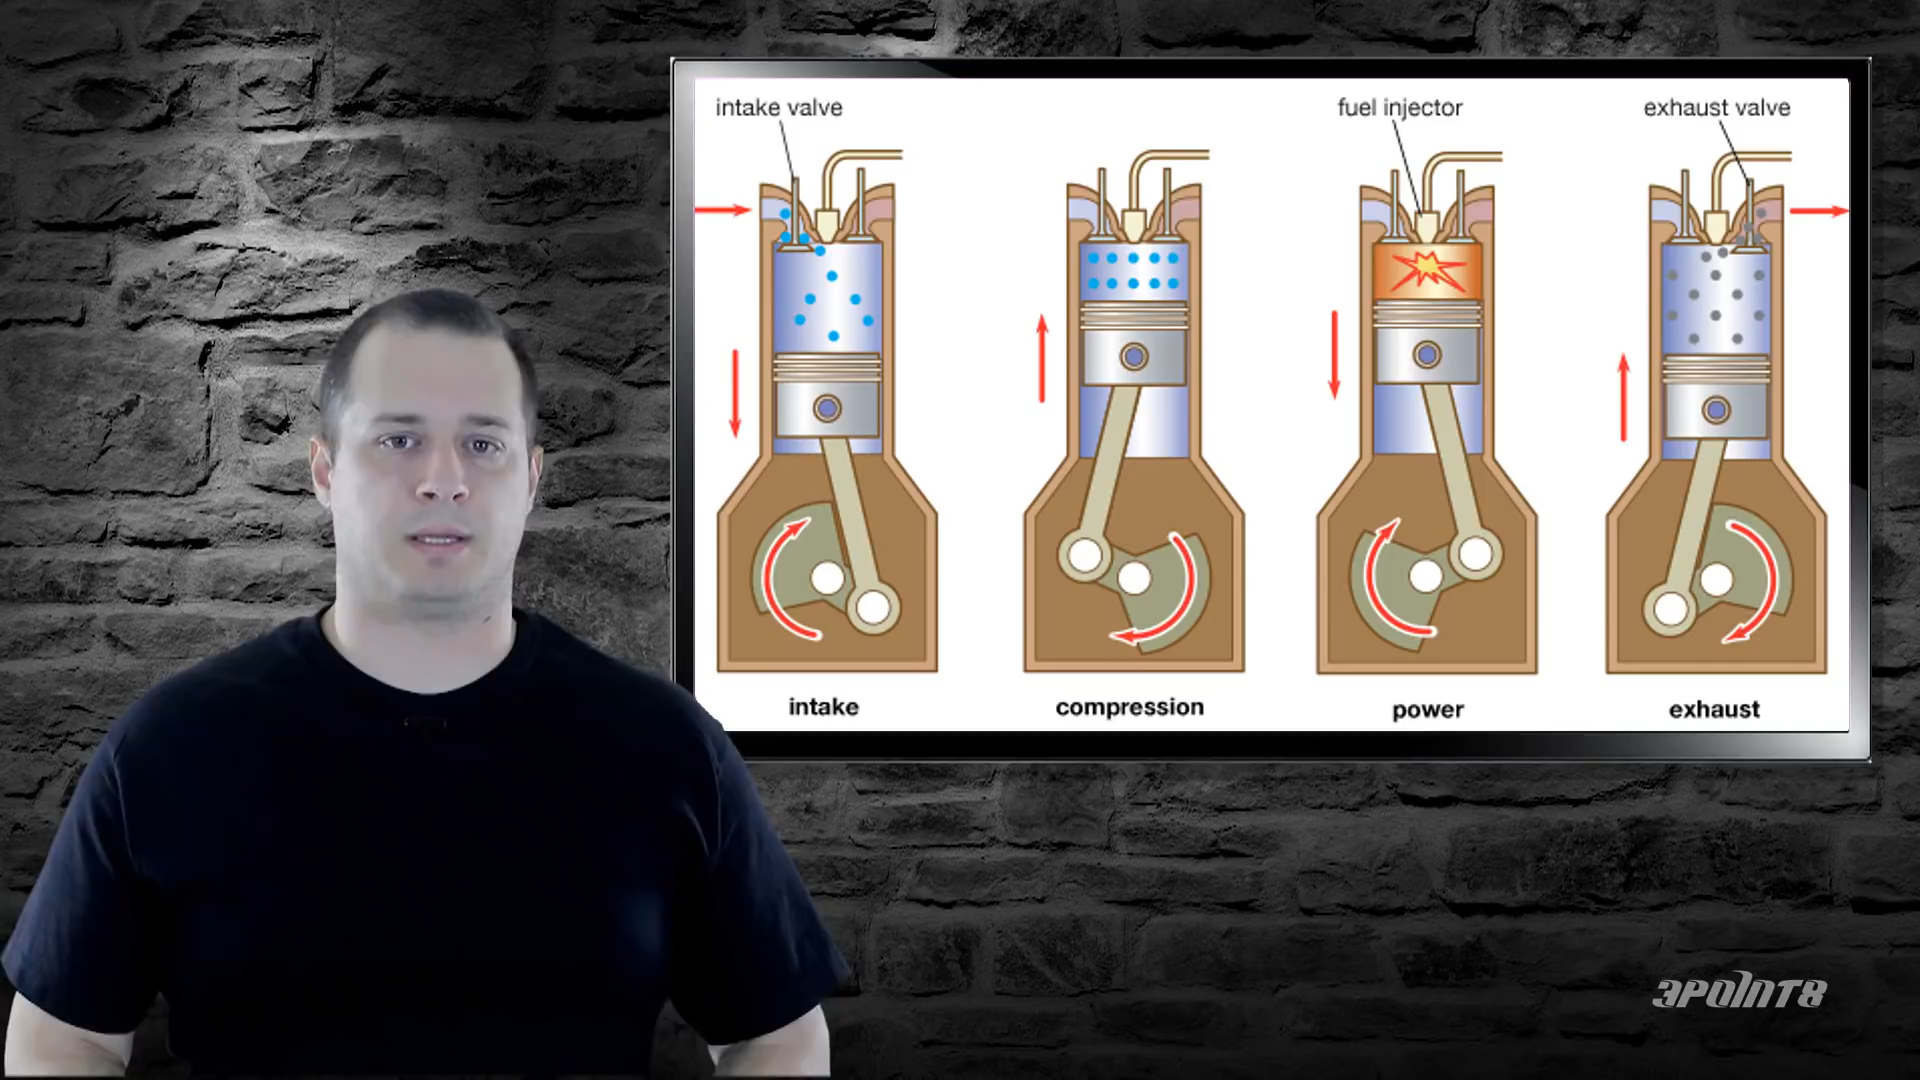 intake valve
fuel injector
exhaust valve
intake
compression
power
exhaust
3POINT8